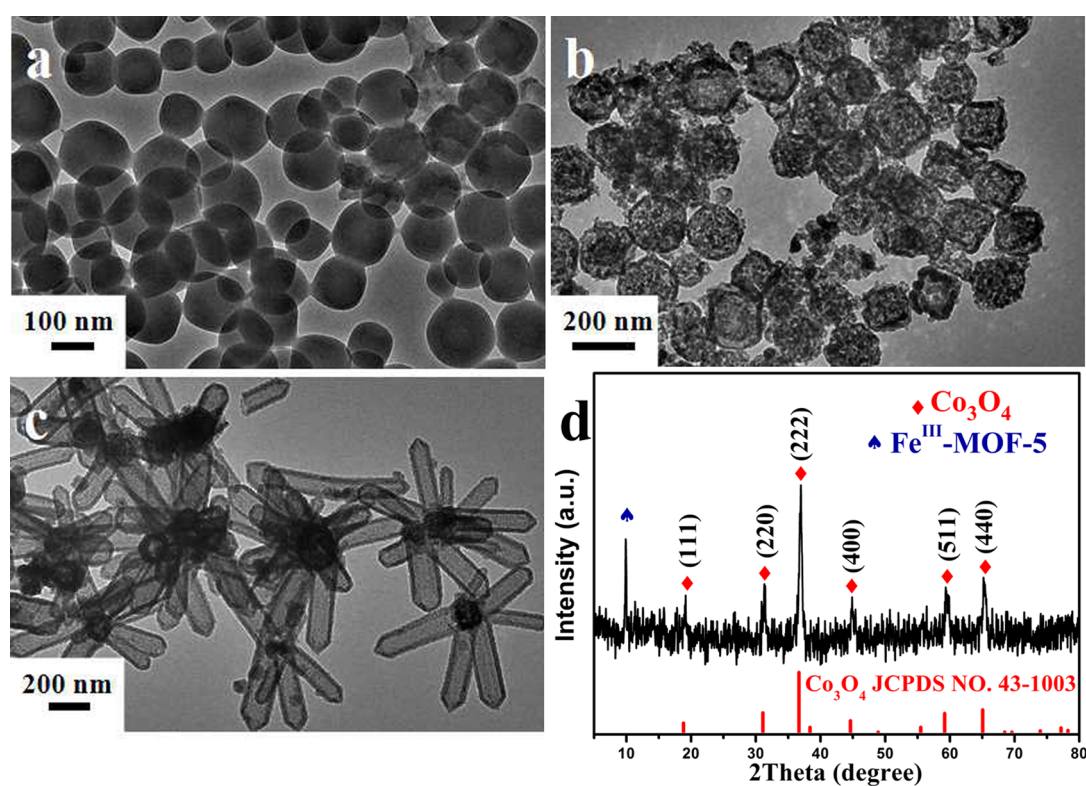 a
100 nm
b
200 nm
c
200 nm
d
Co₃O₄
Feᴵᴵᴵ-MOF-5
(111)
(220)
(222)
(400)
(511)
(440)
Intensity (a.u.)
Co₃O₄ JCPDS NO. 43-1003
10 20 30 40 50 60 70 80
2Theta (degree)